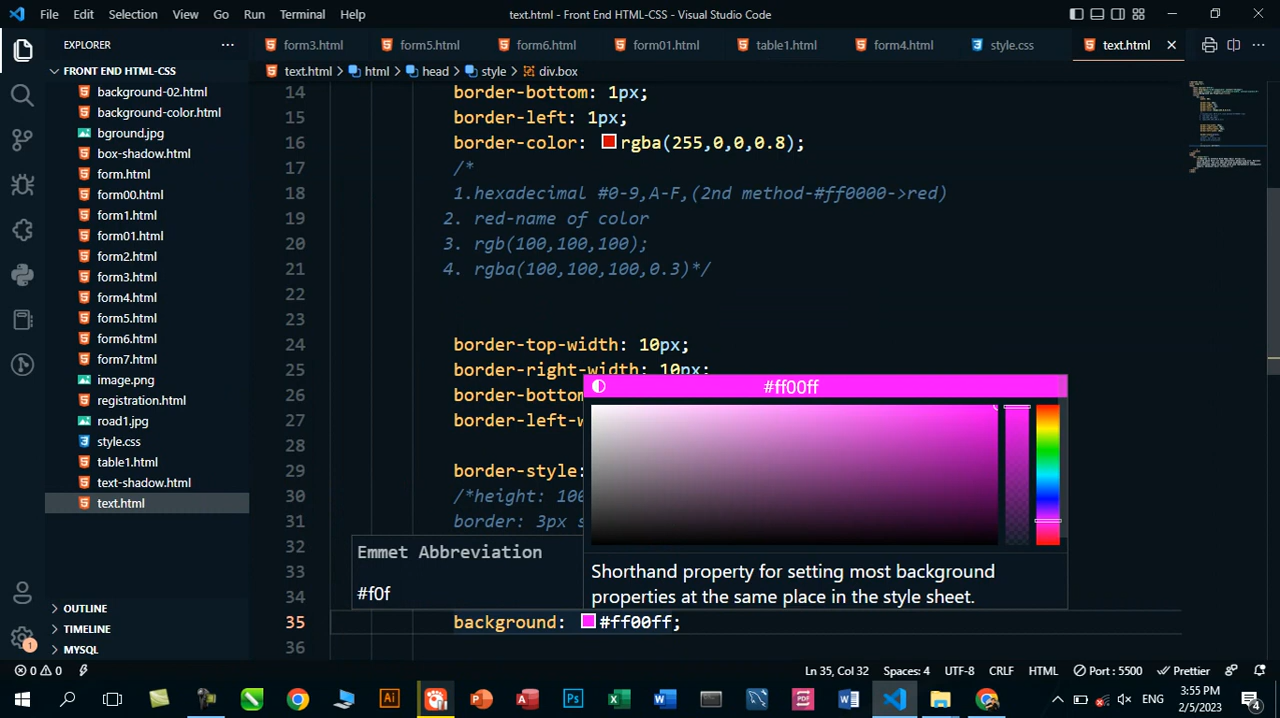 File Edit Selection View Go Run Terminal Help
text.html - Front End HTML-CSS - Visual Studio Code
EXPLORER
form3.html form5.html form6.html form01.html table1.html form4.html style.css text.html
FRONT END HTML-CSS
text.html > html > head > style > div.box
background-02.html
background-color.html
bground.jpg
box-shadow.html
form.html
form00.html
form1.html
form01.html
form2.html
form3.html
form4.html
form5.html
form6.html
form7.html
image.png
registration.html
road1.jpg
style.css
table1.html
text-shadow.html
text.html
OUTLINE
TIMELINE
MYSQL
14 border-bottom: 1px;
15 border-left: 1px;
16 border-color: rgba(255,0,0,0.8);
17 /*
18 1.hexadecimal #0-9,A-F,(2nd method-#ff0000->red)
19 2. red-name of color
20 3. rgb(100,100,100);
21 4. rgba(100,100,100,0.3)*/
22
23
24 border-top-width: 10px;
25 border-right-width: 10px;
26 border-bottom
27 border-left-w
28
29 border-style:
30 /*height: 100
31 border: 3px s
32
33
34
35 background: #ff00ff;
36
#ff00ff
Shorthand property for setting most background
properties at the same place in the style sheet.
Emmet Abbreviation
#f0f
0 0 Ln 35, Col 32 Spaces: 4 UTF-8 CRLF HTML Port : 5500 Prettier
ENG
3:55 PM
2/5/2023
4